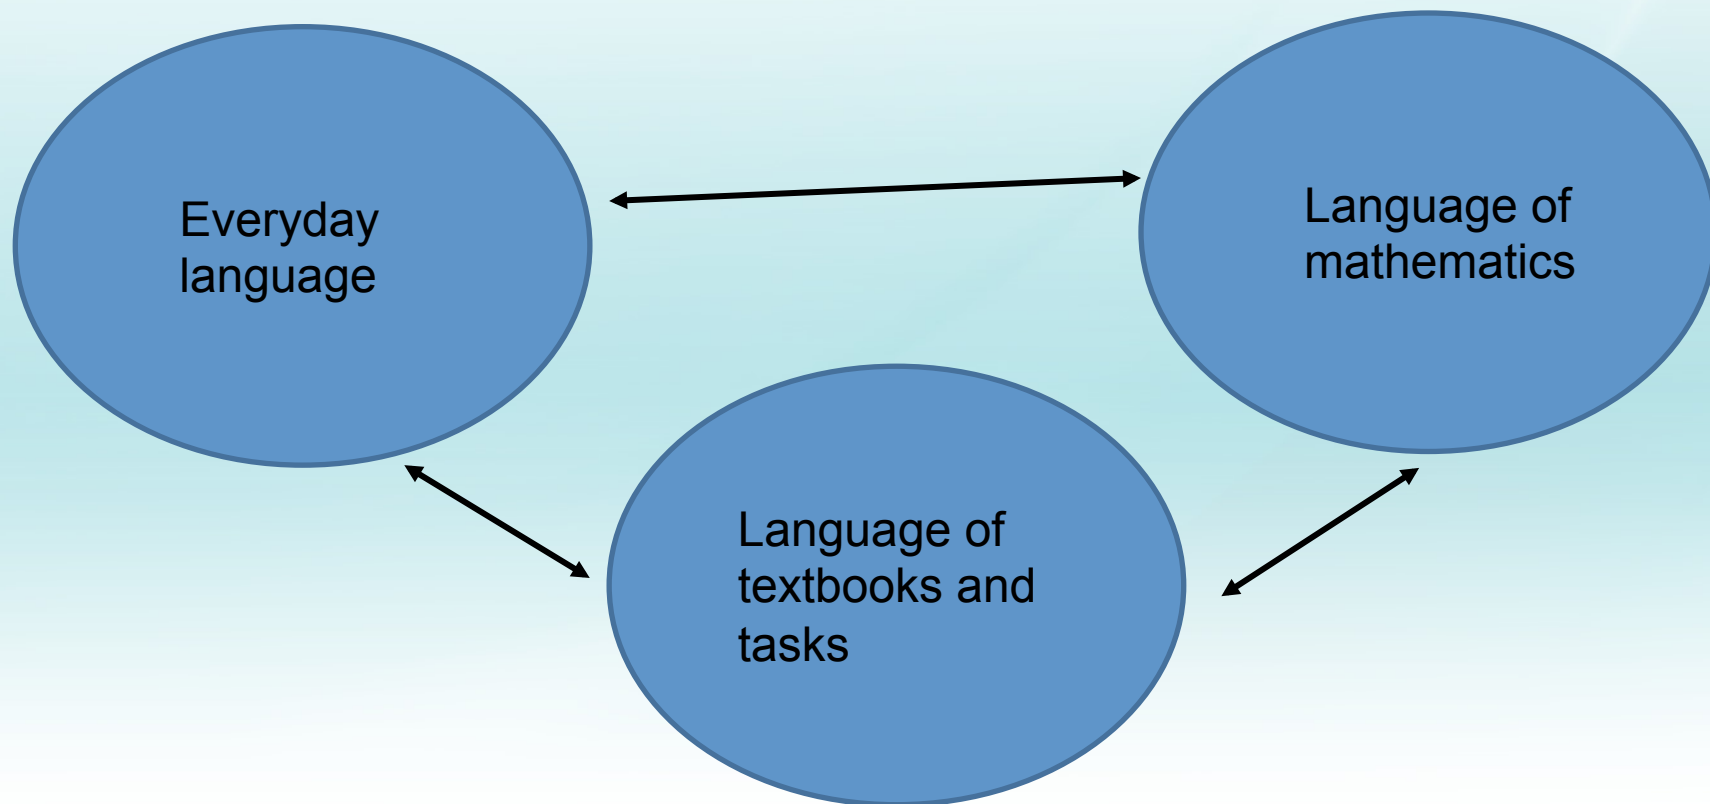 Everyday
language
Language of
mathematics
Language of
textbooks and
tasks